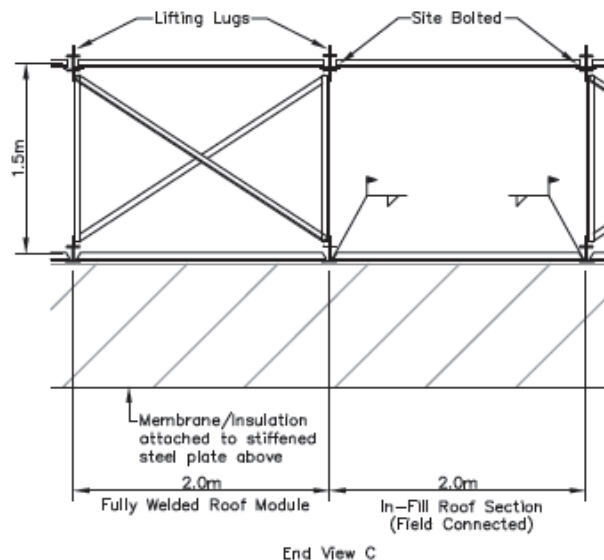 Lifting Lugs
Site Bolted
1.5m
Membrane/Insulation
attached to stiffened
steel plate above
2.0m
2.0m
Fully Welded Roof Module
In-Fill Roof Section
(Field Connected)
End View C